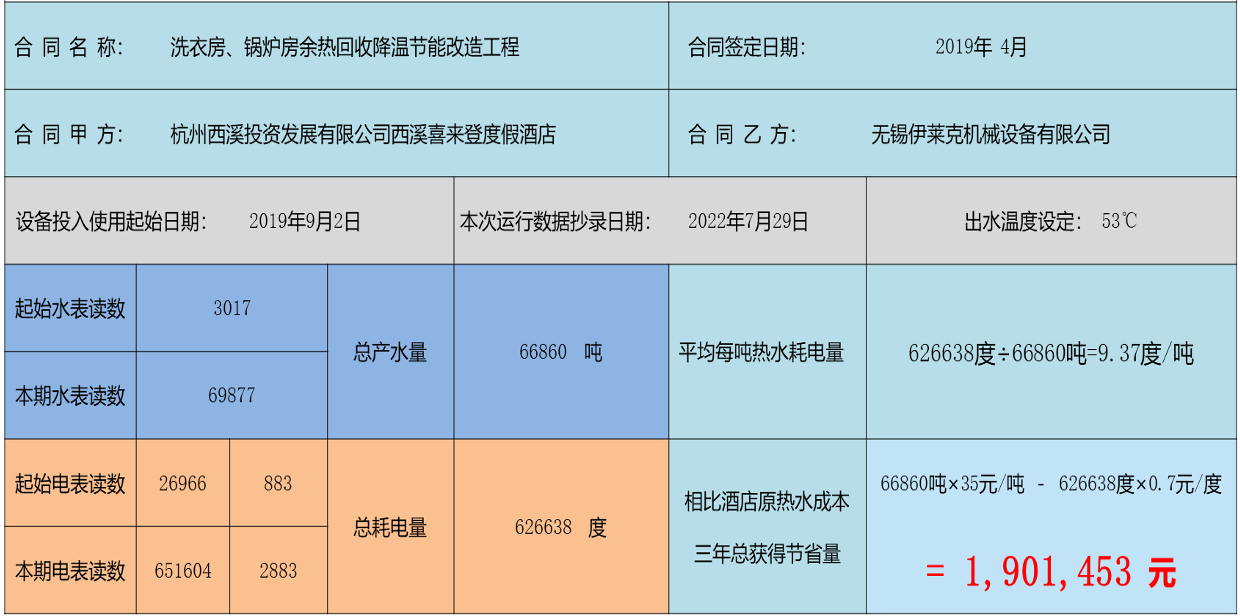 合 同 名 称： 洗衣房、锅炉房余热回收降温节能改造工程 合同签定日期： 2019年 4月
合 同 甲 方： 杭州西溪投资发展有限公司西溪喜来登度假酒店 合 同 乙 方： 无锡伊莱克机械设备有限公司
设备投入使用起始日期： 2019年9月2日 本次运行数据抄录日期： 2022年7月29日 出水温度设定： 53℃
起始水表读数 3017
总产水量 66860 吨 平均每吨热水耗电量 626638度÷66860吨=9.37度/吨
本期水表读数 69877
起始电表读数 26966 883 66860吨×35元/吨 - 626638度×0.7元/度
相比酒店原热水成本
总耗电量 626638 度
三年总获得节省量
本期电表读数 651604 2883 = 1,901,453 元